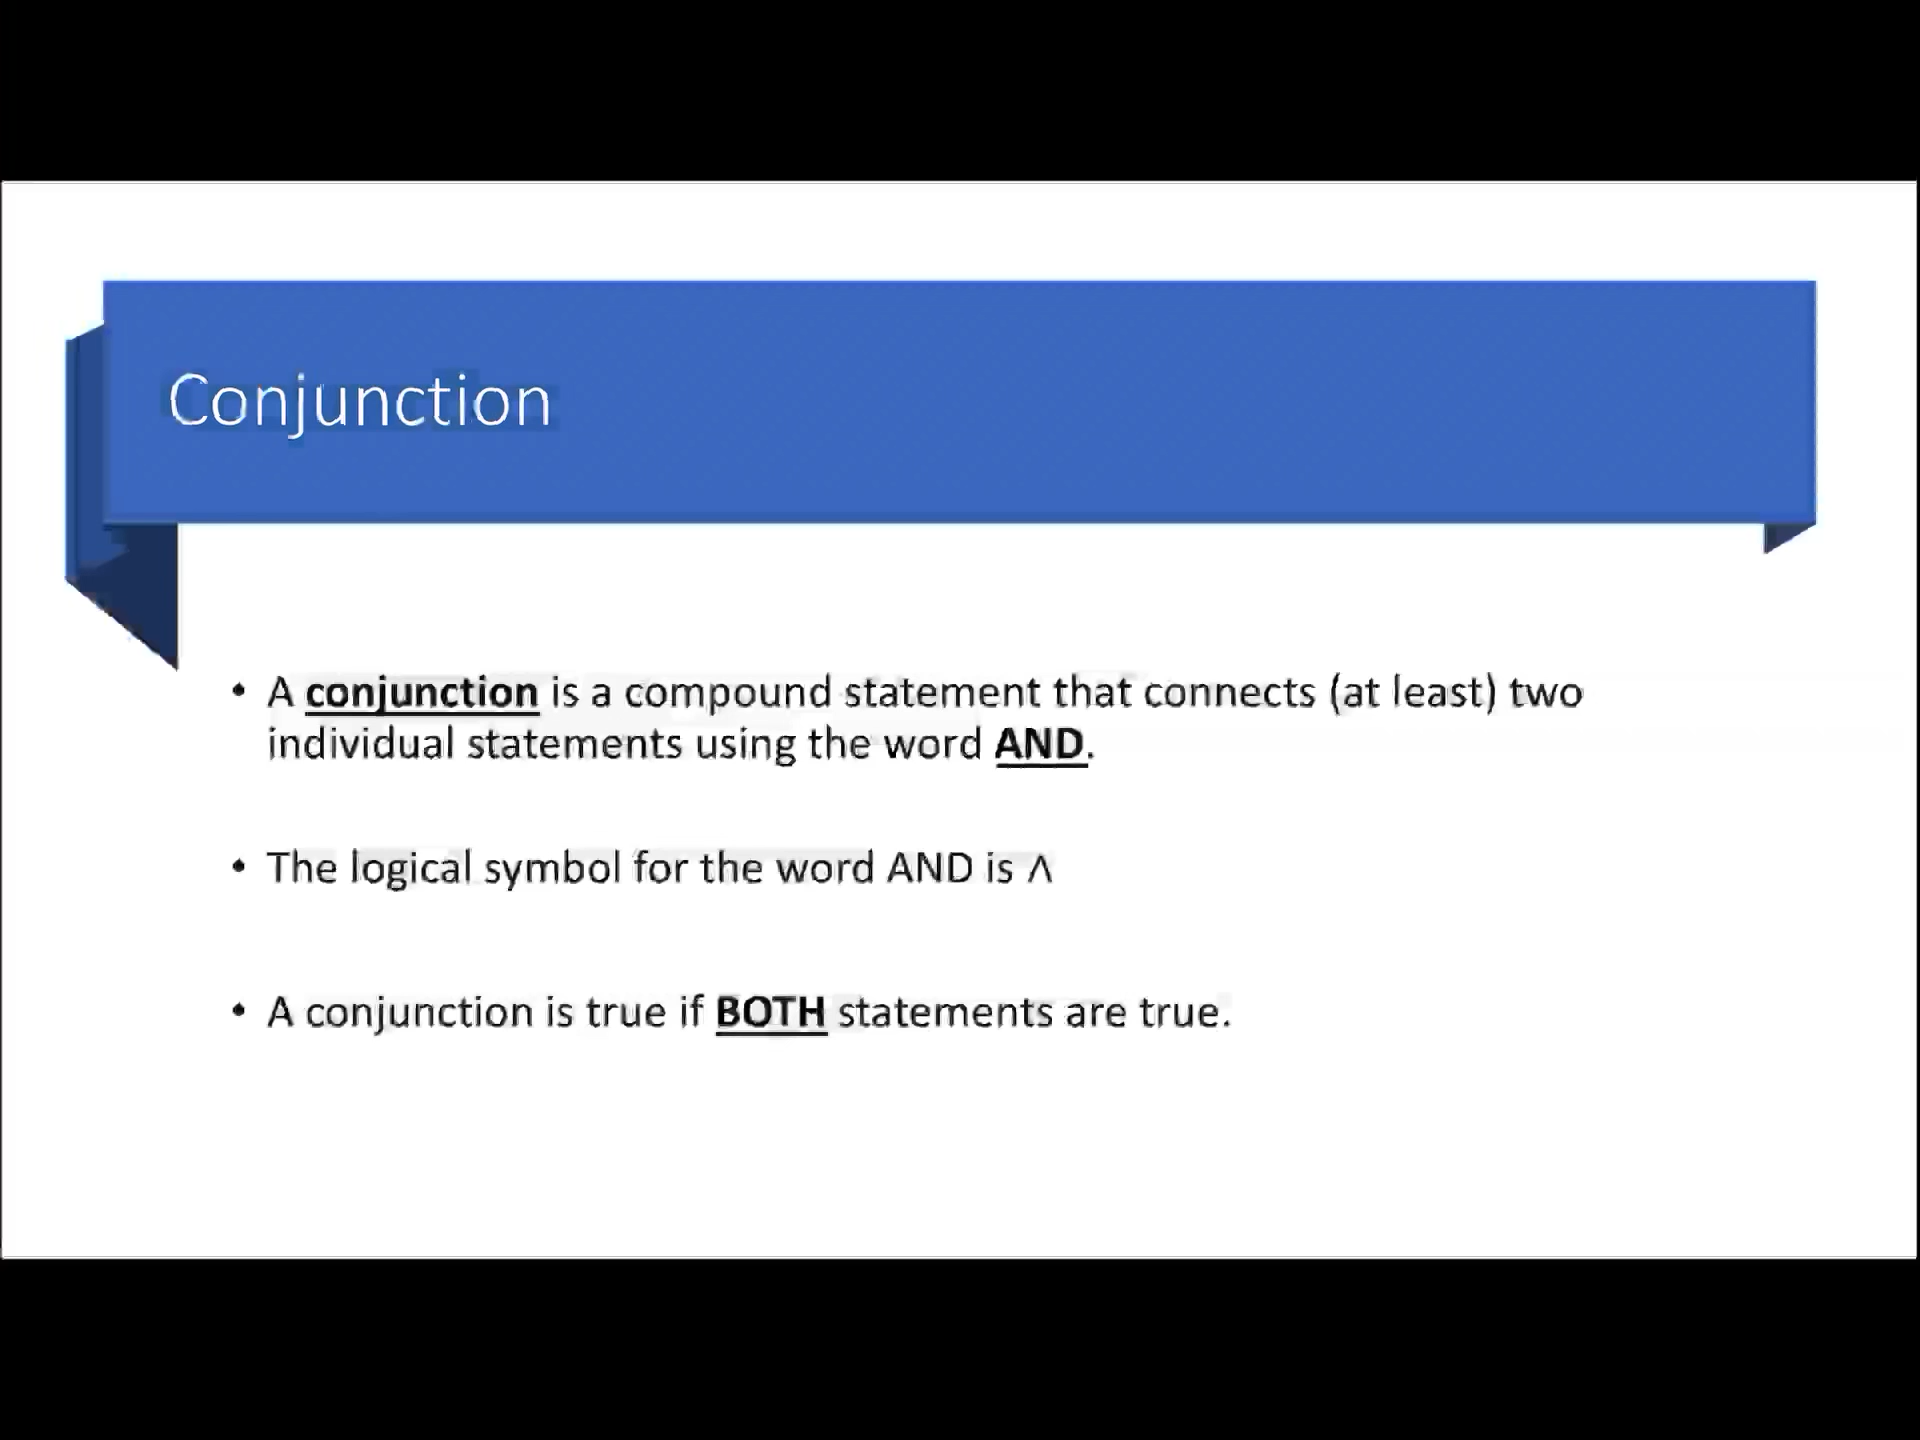 Conjunction
• A conjunction is a compound statement that connects (at least) two
individual statements using the word AND.
• The logical symbol for the word AND is ∧
• A conjunction is true if BOTH statements are true.